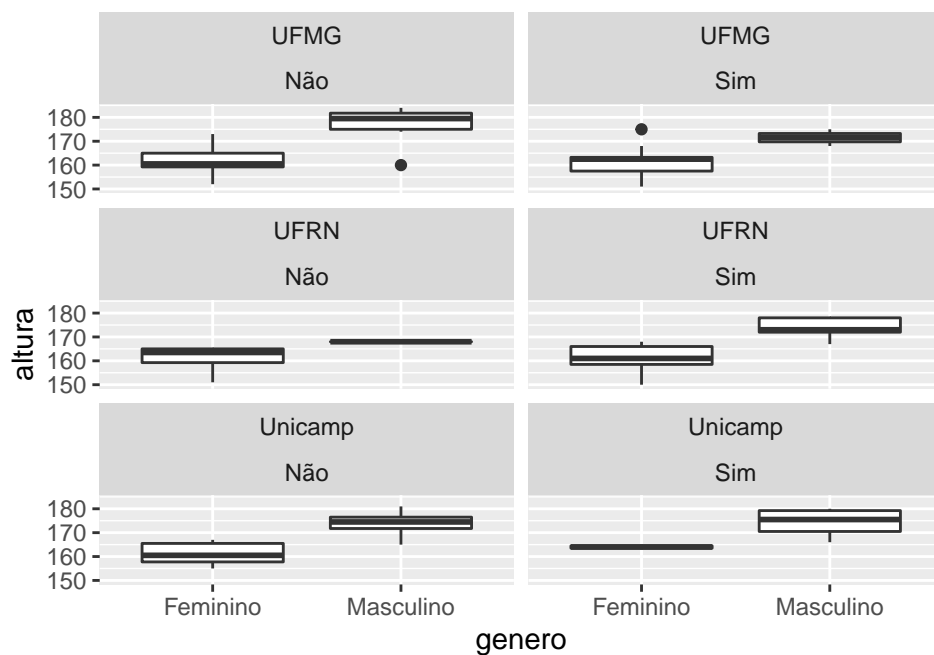 UFMG
Não
UFMG
Sim
180
170
160
150
UFRN
Não
UFRN
Sim
altura
180
170
160
150
Unicamp
Não
Unicamp
Sim
180
170
160
150
Feminino
Masculino
Feminino
Masculino
genero